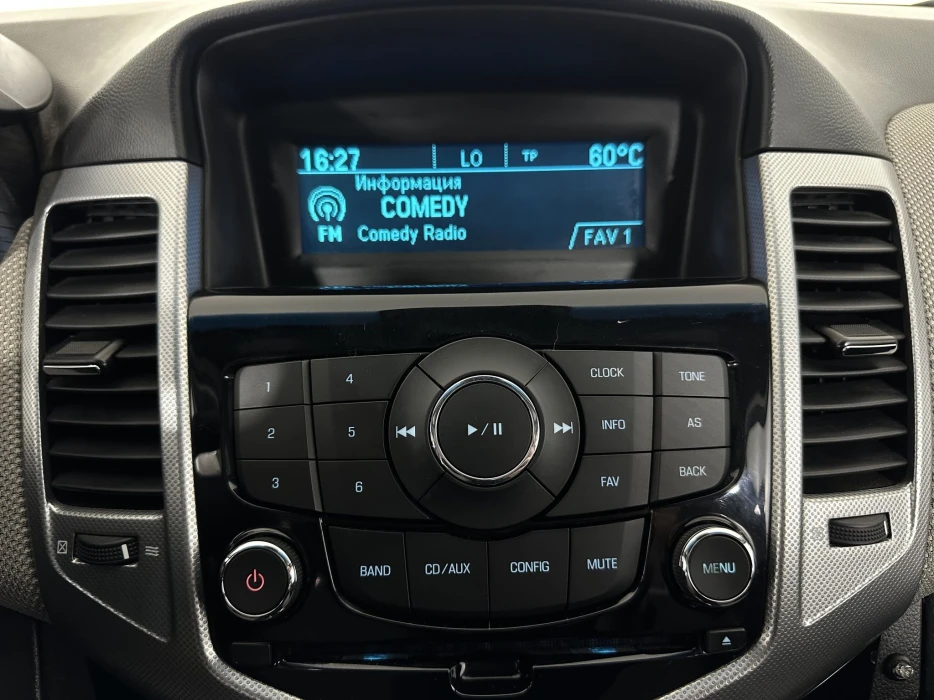 16:27 LO TP 60°C
Информация
COMEDY
FM Comedy Radio FAV 1
1 4 CLOCK TONE
2 5 INFO AS
3 6 FAV BACK
BAND CD/AUX CONFIG MUTE
MENU